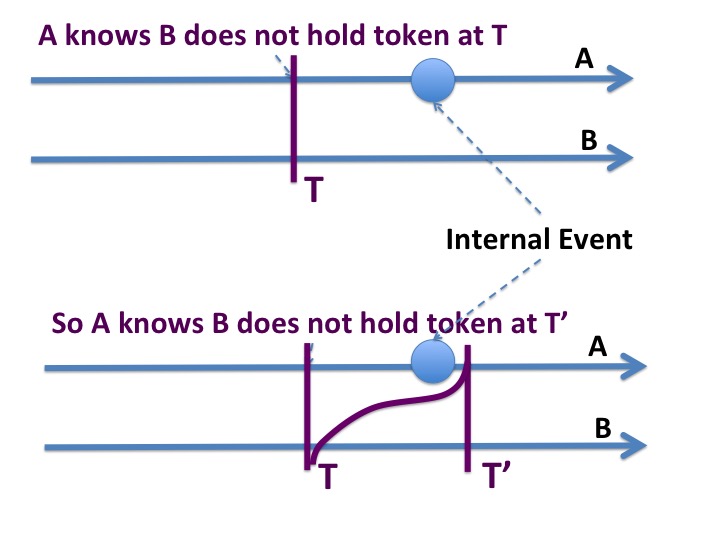 A knows B does not hold token at T
A
B
T
Internal Event
So A knows B does not hold token at T’
A
B
T
T’